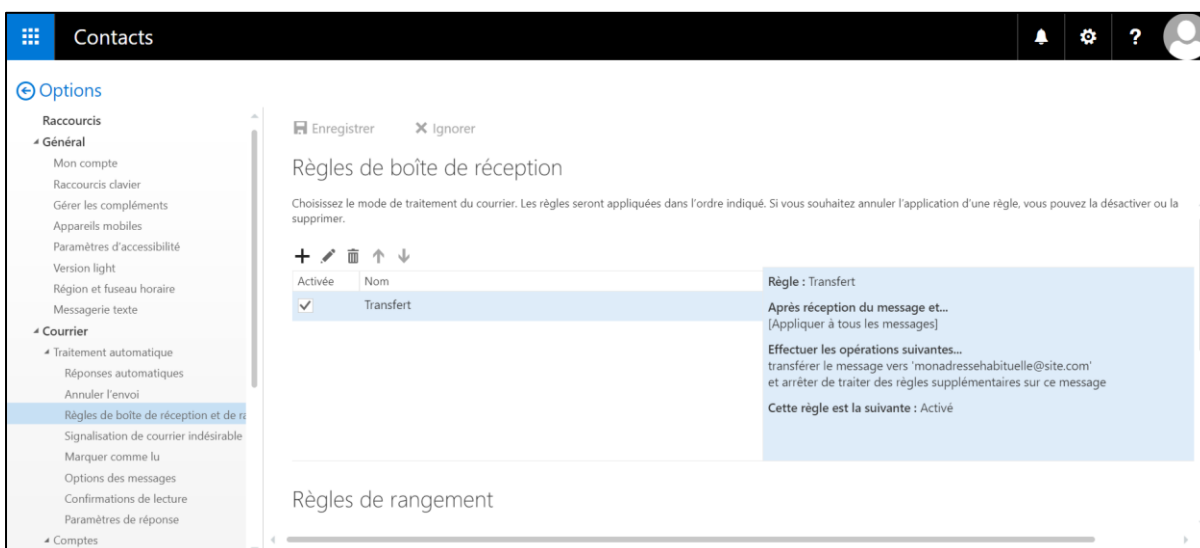 Contacts
?
Options
Raccourcis
Général
Mon compte
Raccourcis clavier
Gérer les compléments
Appareils mobiles
Paramètres d'accessibilité
Version light
Région et fuseau horaire
Messagerie texte
Courrier
Traitement automatique
Réponses automatiques
Annuler l'envoi
Règles de boîte de réception et de ra
Signalisation de courrier indésirable
Marquer comme lu
Options des messages
Confirmations de lecture
Paramètres de réponse
Comptes
Enregistrer Ignorer
Règles de boîte de réception
Choisissez le mode de traitement du courrier. Les règles seront appliquées dans l'ordre indiqué. Si vous souhaitez annuler l'application d'une règle, vous pouvez la désactiver ou la
supprimer.
Activée Nom
Transfert
Règle : Transfert
Après réception du message et...
[Appliquer à tous les messages]
Effectuer les opérations suivantes...
transférer le message vers 'monadressehabituelle@site.com'
et arrêter de traiter des règles supplémentaires sur ce message
Cette règle est la suivante : Activé
Règles de rangement